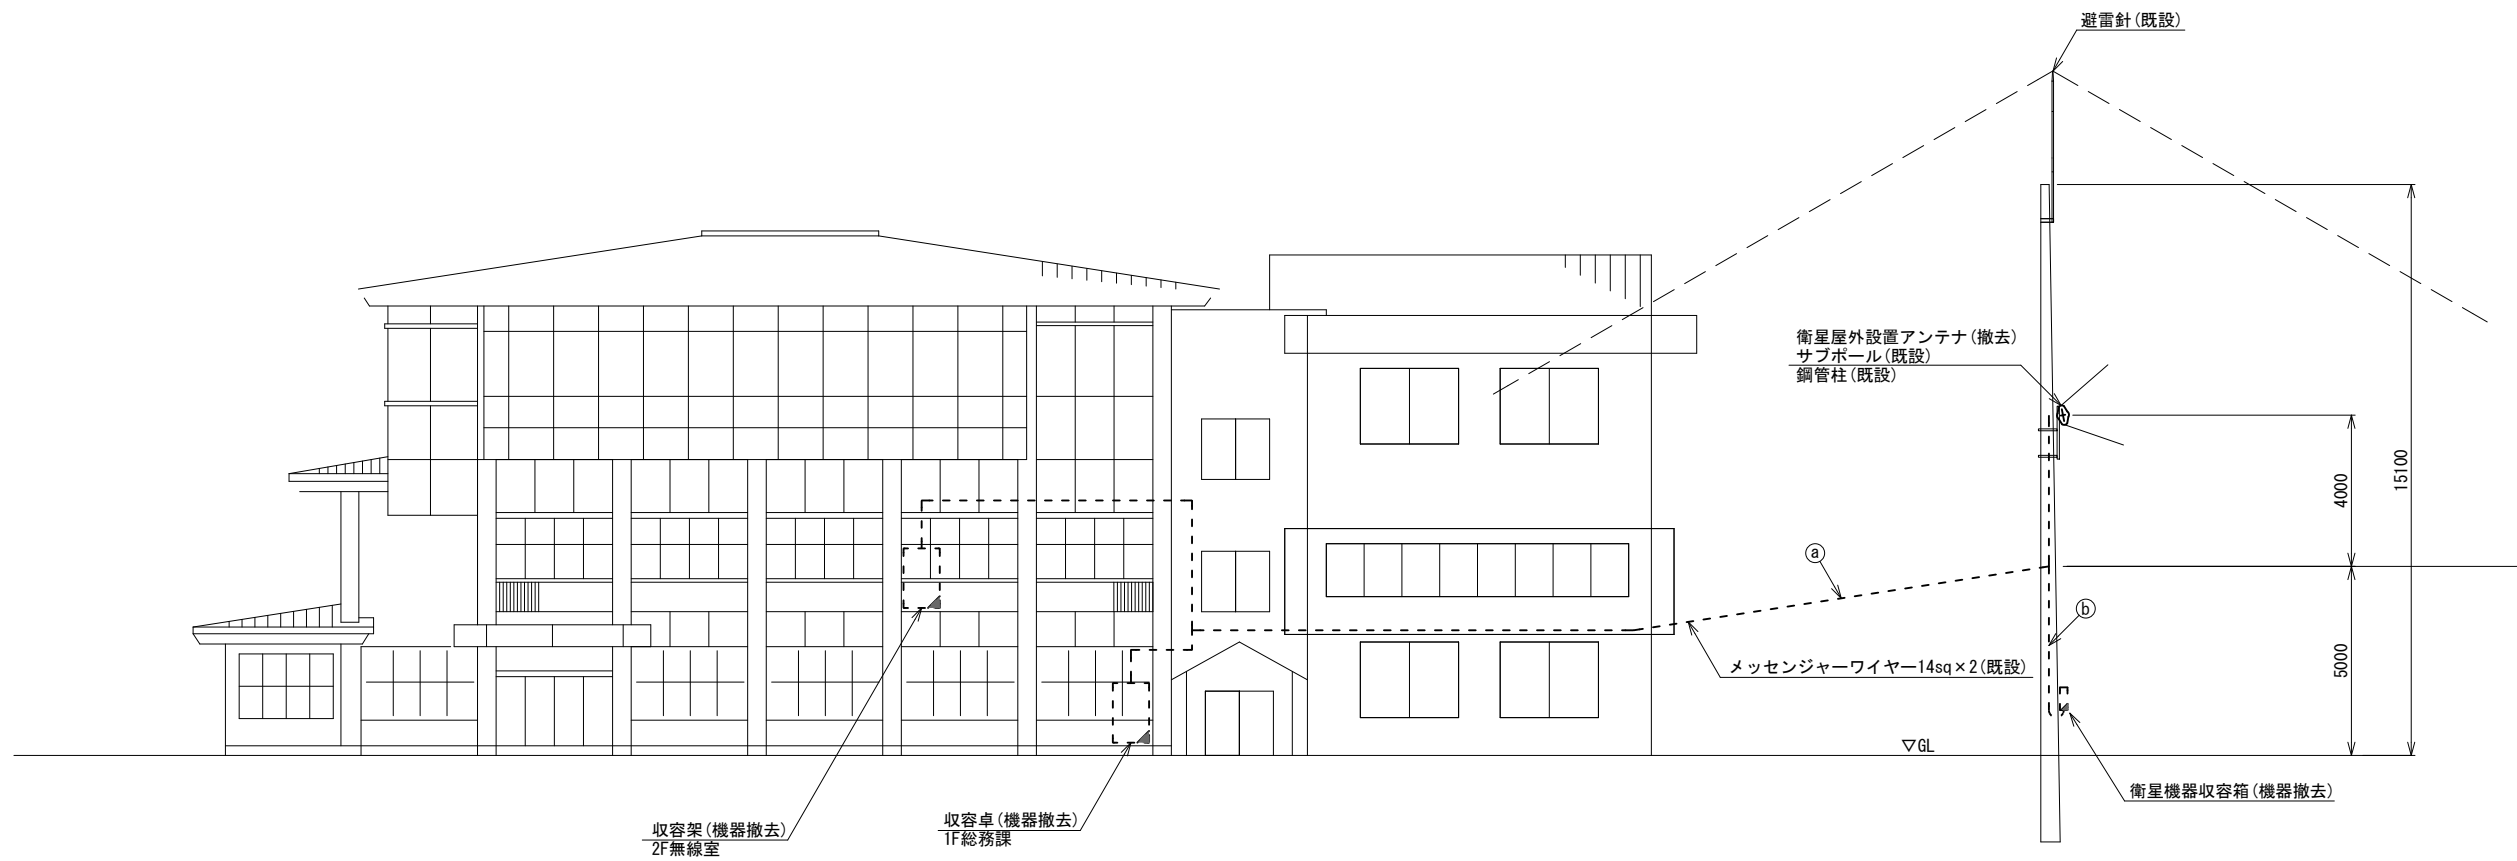 避雷針(既設)
衛星屋外設置アンテナ(撤去)
サブポール(既設)
鋼管柱(既設)
15100
4000
ⓐ
ⓑ
5000
メッセンジャーワイヤー14sq×2(既設)
▽GL
衛星機器収容箱(機器撤去)
収容架(機器撤去)
2F無線室
収容卓(機器撤去)
1F総務課